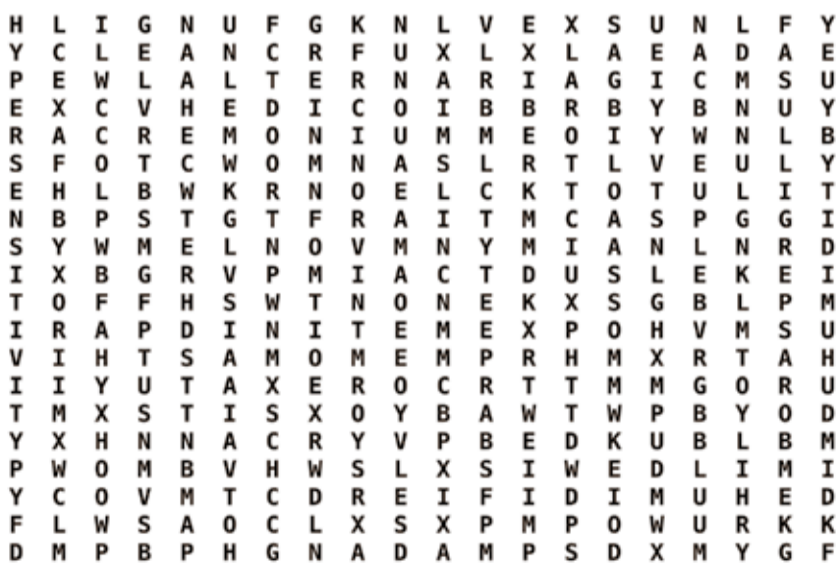 H L I G N U F G K N L V E X S U N L F Y
Y C L E A N C R F U X L X L A E A D A E
P E W L A L T E R N A R I A G I C M S U
E X C V H E D I C O I B B R B Y B N U Y
R A C R E M O N I U M M E O I Y W N L B
S F O T C W O M N A S L R T L V E U L Y
E H L B W K R N O E L C K T O T U L I T
N B P S T G T F R A I T M C A S P G G I
S Y W M E L N O V M N Y M I A N L N R D
I X B G R V P M I A C T D U S L E K E I
T O F F H S W T N O N E K X S G B L P M
I R A P D I N I T E M E X P O H V M S U
V I H T S A M O M E M P R H M X R T A H
I I Y U T A X E R O C R T T M M G O R U
T M X S T I S X O Y B A W T W P B Y O D
Y X H N N A C R Y V P B E D K U B L B M
P W O M B V H W S L X S I W E D L I M I
Y C O V M T C D R E I F I D I M U H E D
F L W S A O C L X S X P M P O W U R K K
D M P B P H G N A D A M P S D X M Y G F